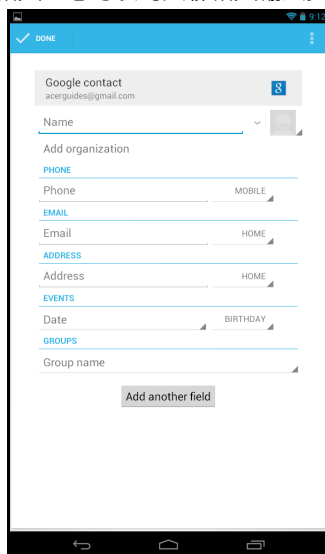 9:12
DONE
Google contact
acerguides@gmail.com
8
Name
Add organization
PHONE
Phone MOBILE
EMAIL
Email HOME
ADDRESS
Address HOME
EVENTS
Date BIRTHDAY
GROUPS
Group name
Add another field